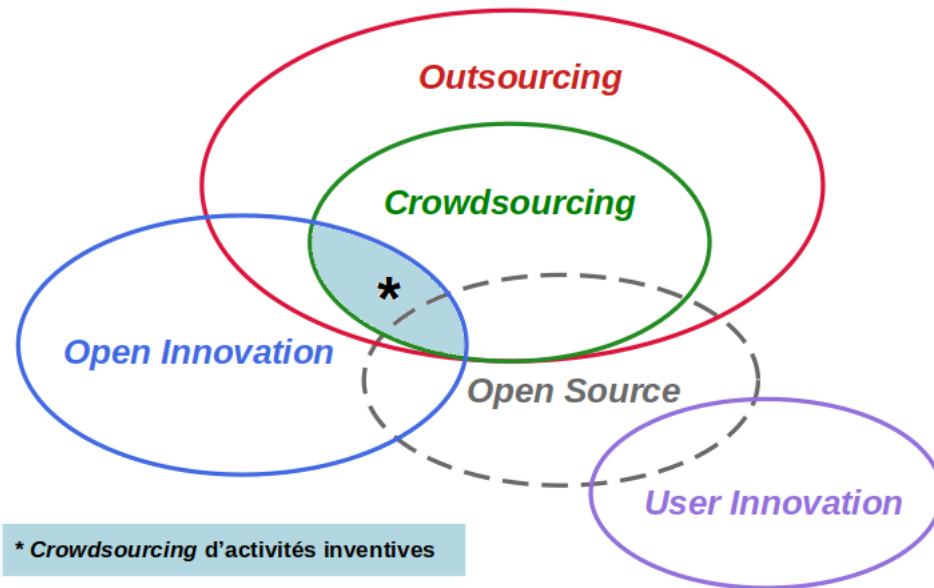 Outsourcing
Crowdsourcing
Open Innovation
Open Source
User Innovation
*
* Crowdsourcing d'activités inventives